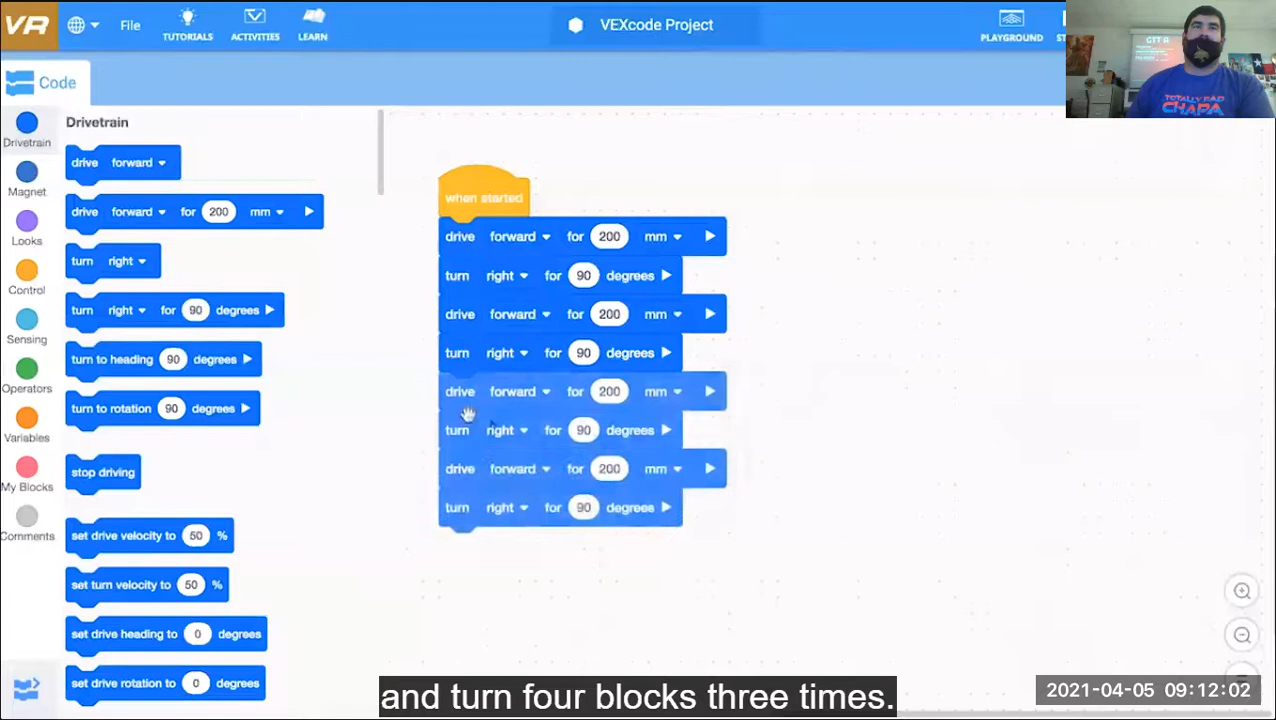 VR
File
TUTORIALS
ACTIVITIES
LEARN
VEXcode Project
PLAYGROUND
GTT A
TOTALLY RAD
CHAPA
Code
Drivetrain
Magnet
Looks
Control
Sensing
Operators
Variables
My Blocks
Comments
Drivetrain
drive forward
drive forward for 200 mm
turn right
turn right for 90 degrees
turn to heading 90 degrees
turn to rotation 90 degrees
stop driving
set drive velocity to 50 %
set turn velocity to 50 %
set drive heading to 0 degrees
set drive rotation to 0 degrees
when started
drive forward for 200 mm
turn right for 90 degrees
drive forward for 200 mm
turn right for 90 degrees
drive forward for 200 mm
turn right for 90 degrees
drive forward for 200 mm
turn right for 90 degrees
and turn four blocks three times.
2021-04-05 09:12:02